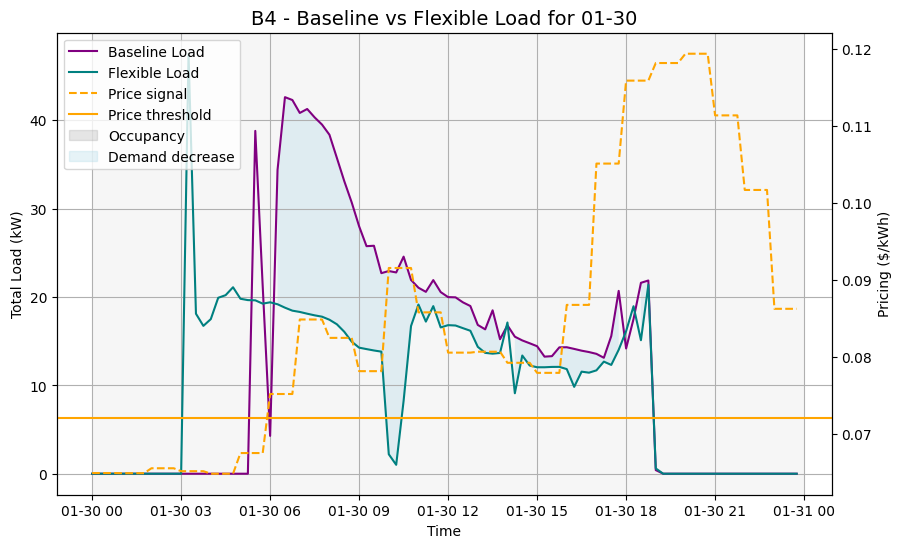 B4 - Baseline vs Flexible Load for 01-30
Baseline Load
Flexible Load
Price signal
Price threshold
Occupancy
Demand decrease
Total Load (kW)
40
30
20
10
0
0.12
0.11
0.10
0.09
0.08
0.07
Pricing ($/kWh)
01-30 00 01-30 03 01-30 06 01-30 09 01-30 12 01-30 15 01-30 18 01-30 21 01-31 00
Time